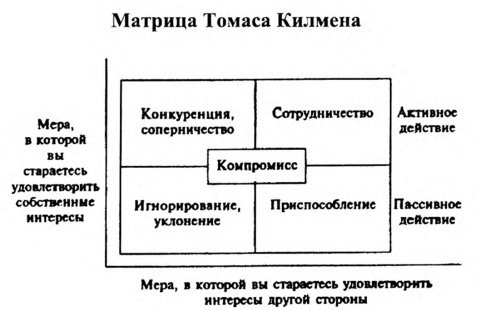 Матрица Томаса Килмена
Мера,
в которой
вы
стараетесь
удовлетворить
собственные
интересы
Конкуренция,
соперничество
Сотрудничество
Активное
действие
Компромисс
Игнорирование,
уклонение
Приспособление
Пассивное
действие
Мера, в которой вы стараетесь удовлетворить
интересы другой стороны